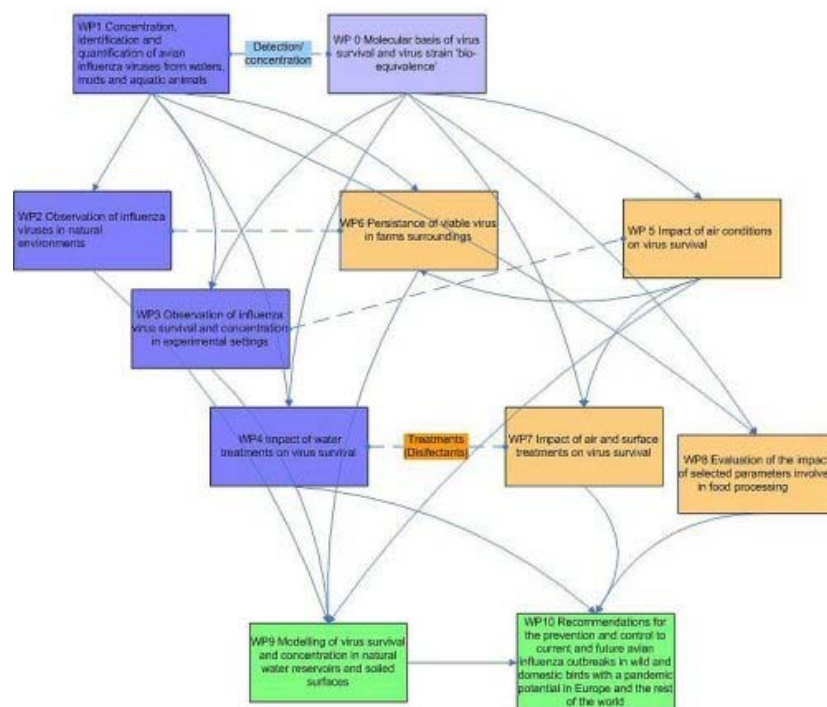 WP1 Concentration,
identification and
quantification of avian
influenza viruses from waters,
muds and aquatic animals
Detection/
concentration
WP 0 Molecular basis of virus
survival and virus strain 'bio-
equivalence'
WP2 Observation of influenza
viruses in natural
environments
WP6 Persistance of viable virus
in farms surroundings
WP 5 Impact of air conditions
on virus survival
WP3 Observation of influenza
virus survival and concentration
in experimental settings
WP4 Impact of water
treatments on virus survival
Treatments
(Disifectants)
WP7 Impact of air and surface
treatments on virus survival
WP8 Evaluation of the impact
of selected parameters involve
in food processing
WP9 Modelling of virus survival
and concentration in natural
water reservoirs and soiled
surfaces
WP10 Recommendations for
the prevention and control to
current and future avian
influenza outbreaks in wild and
domestic birds with a pandemic
potential in Europe and the rest
of the world